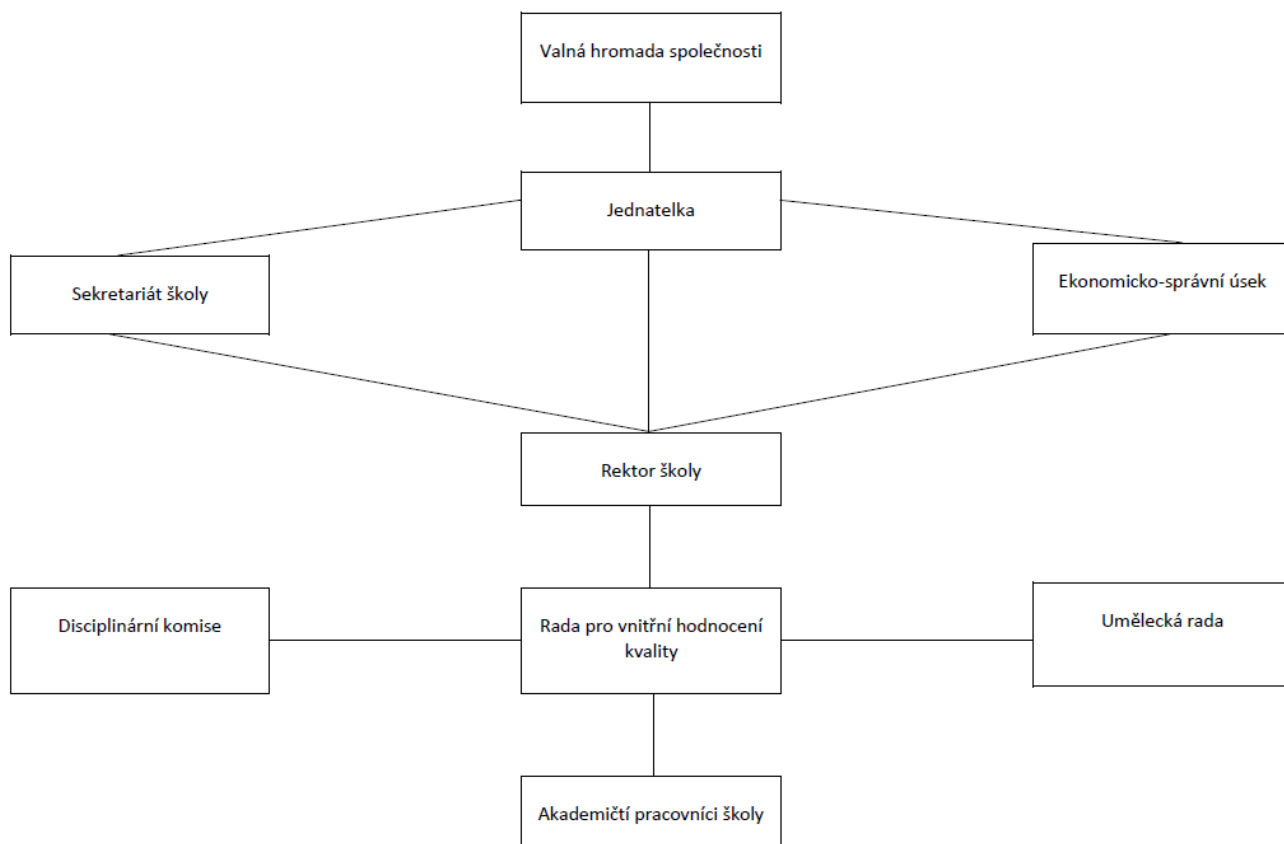 Valná hromada společnosti
Jednatelka
Sekretariát školy
Ekonomicko-správní úsek
Rektor školy
Disciplinární komise
Rada pro vnitřní hodnocení
kvality
Umělecká rada
Akademičtí pracovníci školy